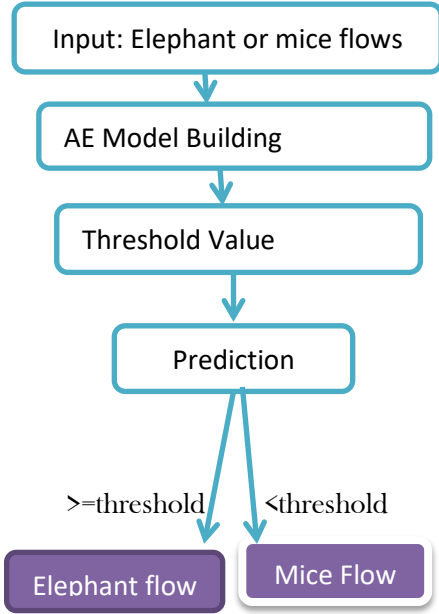 Input: Elephant or mice flows
AE Model Building
Threshold Value
Prediction
>=threshold
<threshold
Elephant flow
Mice Flow